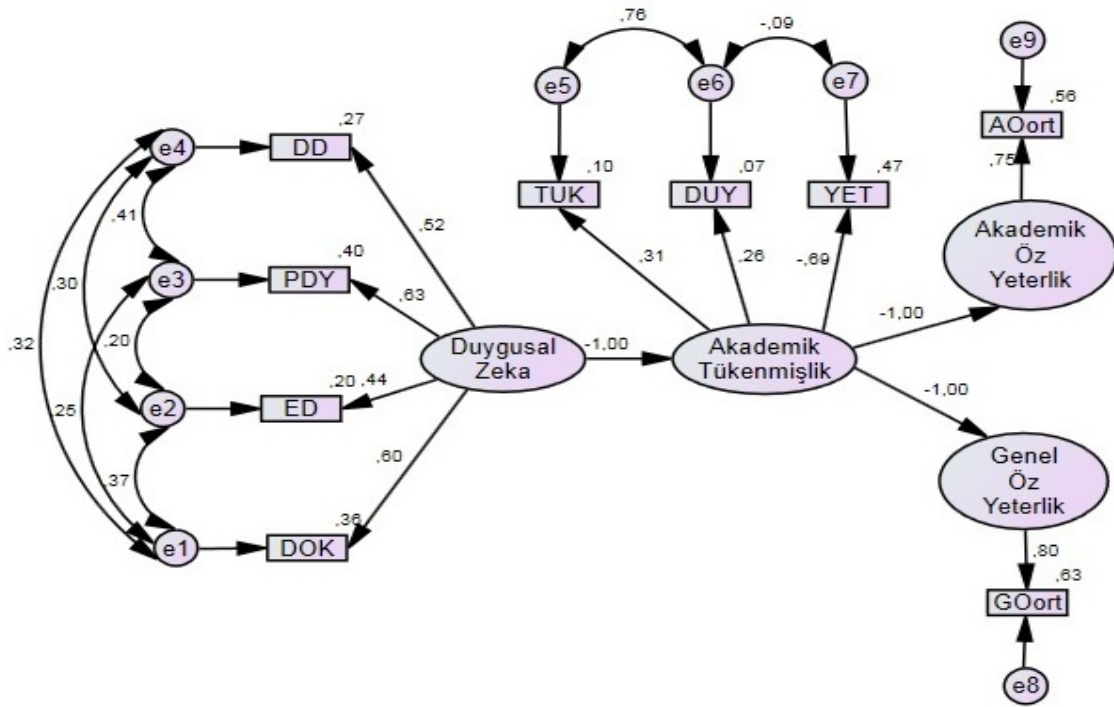 ,76
-,09
e9
e5
e6
e7
,56
AOort
,27
e4
DD
,10
,07
,47
,75
TUK
DUY
YET
,41
,52
Akademik
Öz
Yeterlik
,40
,31
,26
-,69
,30
e3
PDY
,63
-1,00
,32
,20
Duygusal
Zeka
-1,00
Akademik
Tükenmişlik
,20
,44
-1,00
,25
e2
ED
,60
Genel
Öz
Yeterlik
,37
,36
e1
DOK
,80
,63
GOort
e8